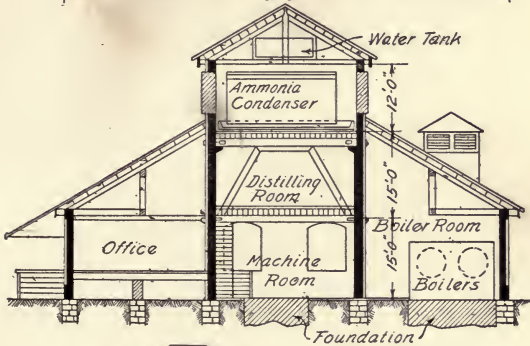 Water Tank
Ammonia
Condenser
12'-0"
Distilling
Room
15'-0"
Office
Machine
Room
15'-0"
Boiler Room
Boilers
Foundation